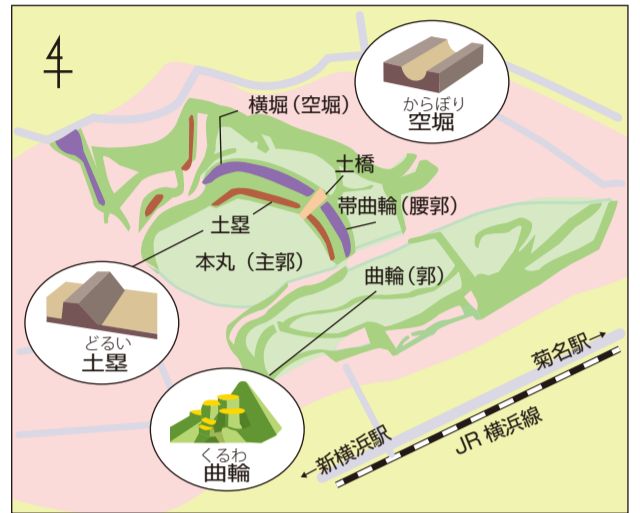 からぼり
空堀
横堀（空堀）
土橋
帯曲輪（腰郭）
土塁
本丸（主郭）
曲輪（郭）
どるい
土塁
くるわ
曲輪
菊名駅→
JR横浜線
←新横浜駅